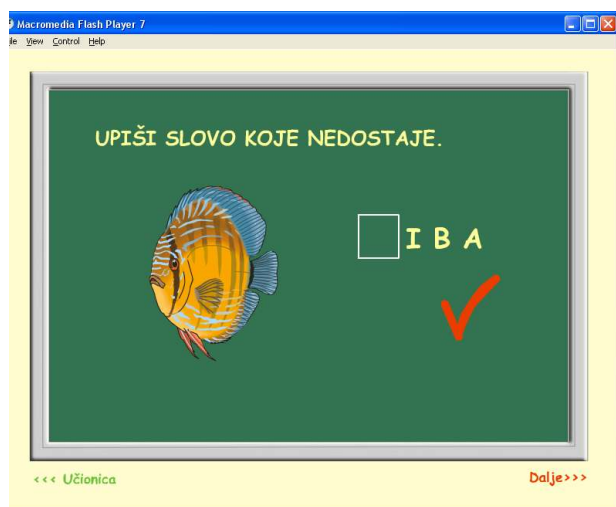 Macromedia Flash Player 7
ile View Control Help
UPIŠI SLOVO KOJE NEDOSTAJE.
I B A
<<< Učionica
Dalje>>>